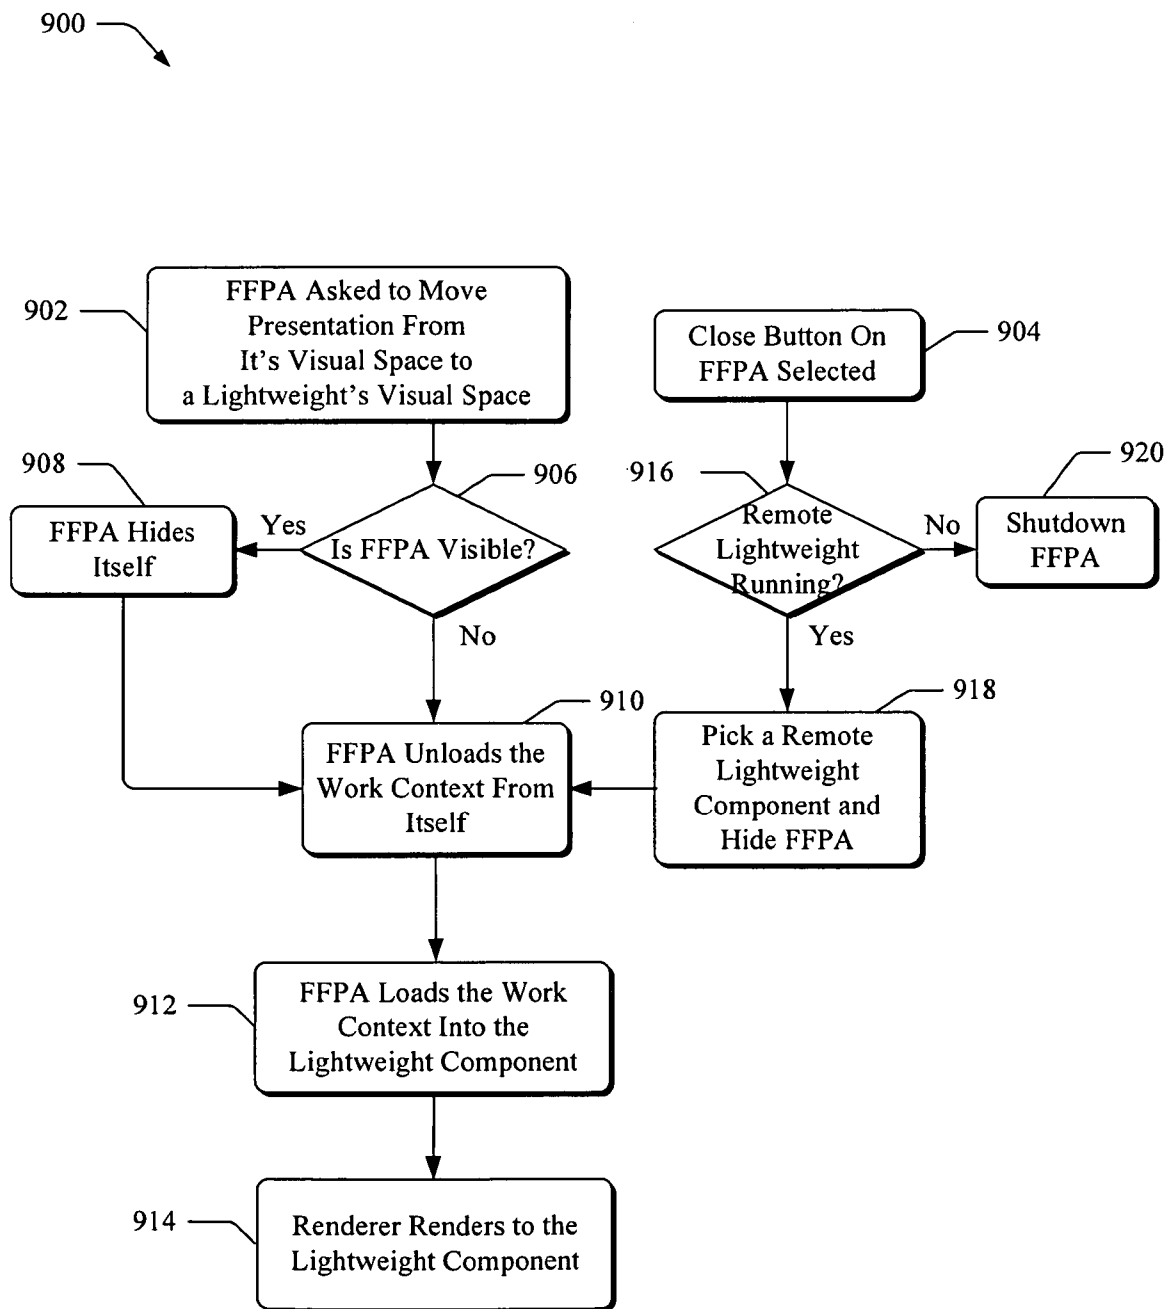 900
902
FFPA Asked to Move
Presentation From
It's Visual Space to
a Lightweight's Visual Space
904
Close Button On
FFPA Selected
908
FFPA Hides
Itself
Yes
906
Is FFPA Visible?
No
916
Remote
Lightweight
Running?
No
Yes
920
Shutdown
FFPA
910
FFPA Unloads the
Work Context From
Itself
918
Pick a Remote
Lightweight
Component and
Hide FFPA
912
FFPA Loads the Work
Context Into the
Lightweight Component
914
Renderer Renders to the
Lightweight Component